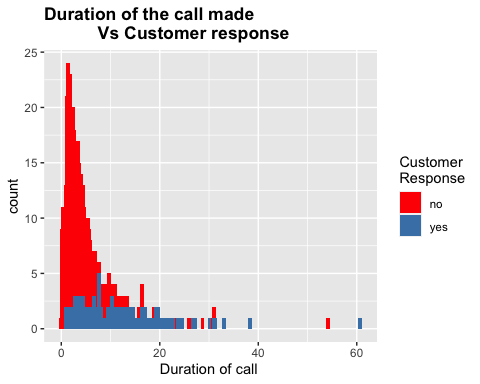 Duration of the call made
Vs Customer response
25
20
15
10
5
0
count
0 20 40 60
Duration of call
Customer
Response
no
yes